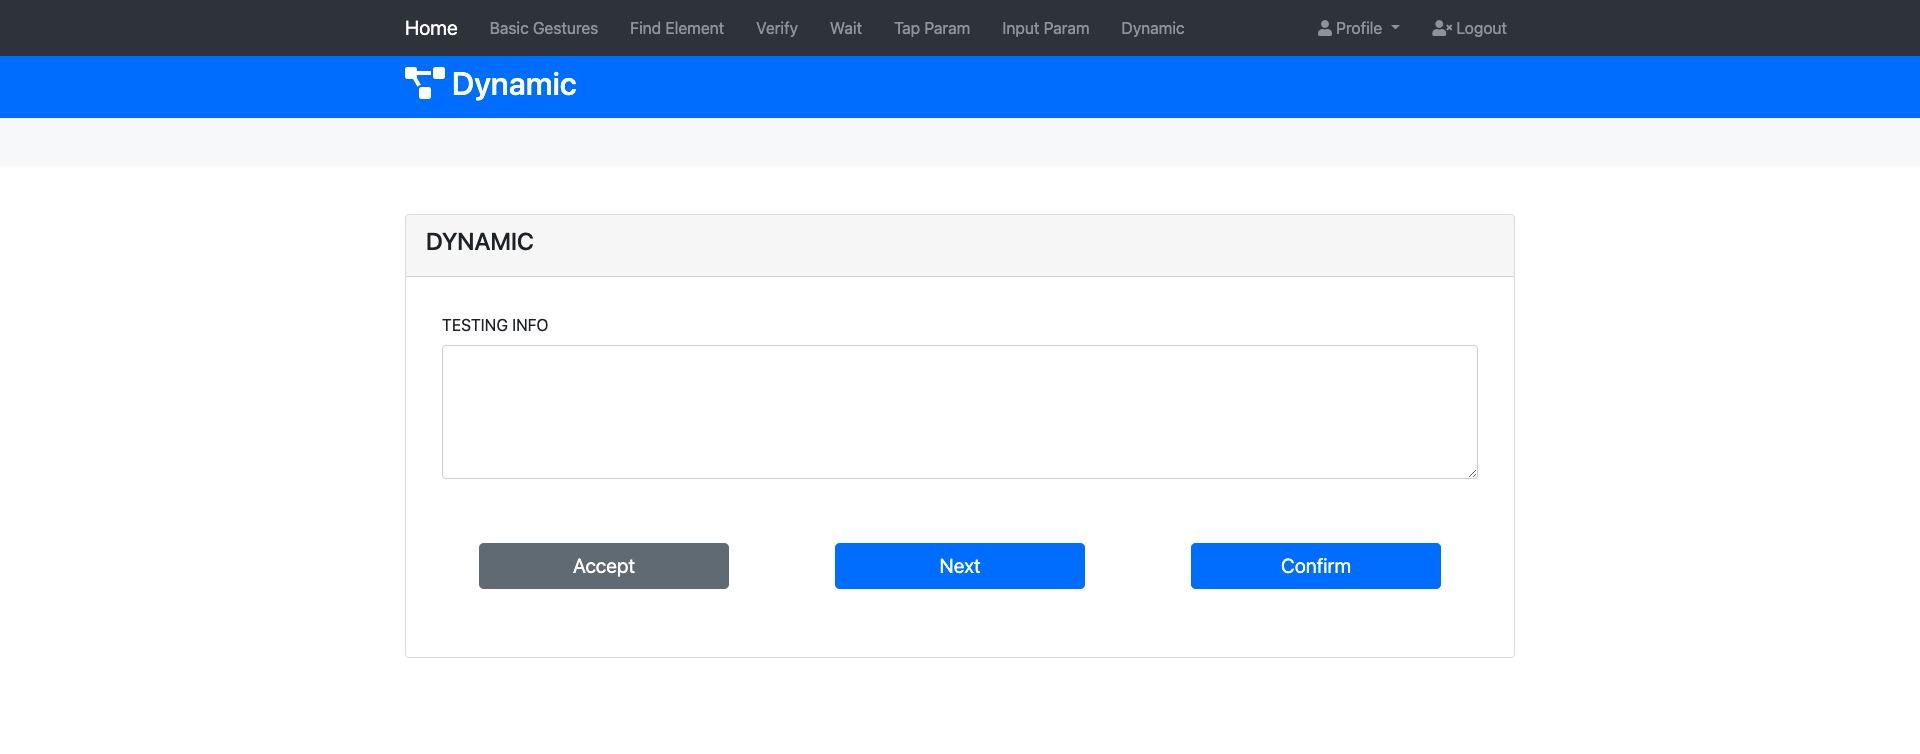 Home Basic Gestures Find Element Verify Wait Tap Param Input Param Dynamic Profile Logout
Dynamic
DYNAMIC
TESTING INFO
Accept Next Confirm